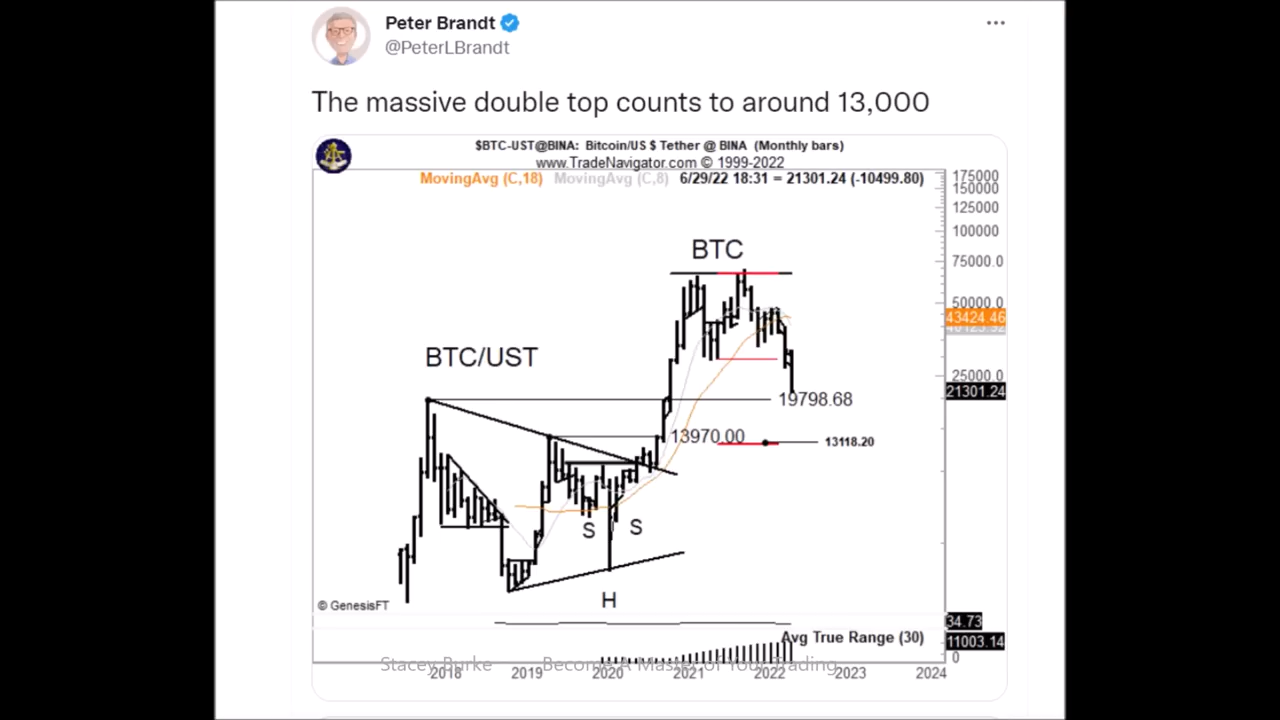 Peter Brandt
@PeterLBrandt
The massive double top counts to around 13,000
$BTC-UST@BINA: Bitcoin/US $ Tether @ BINA (Monthly bars)
www.TradeNavigator.com © 1999-2022
MovingAvg (C,18) MovingAvg (C,8) 6/29/22 18:31 = 21301.24 (-10499.80)
175000
150000
125000
100000
BTC
75000.0
50000.0
43424.46
BTC/UST
25000.0
21301.24
19798.68
13970.00
13118.20
S S
H
© GenesisFT
34.73
Avg True Range (30)
11003.14
0
Stacey Burke Become A Master of Your Trading
2018 2019 2020 2021 2022 2023 2024